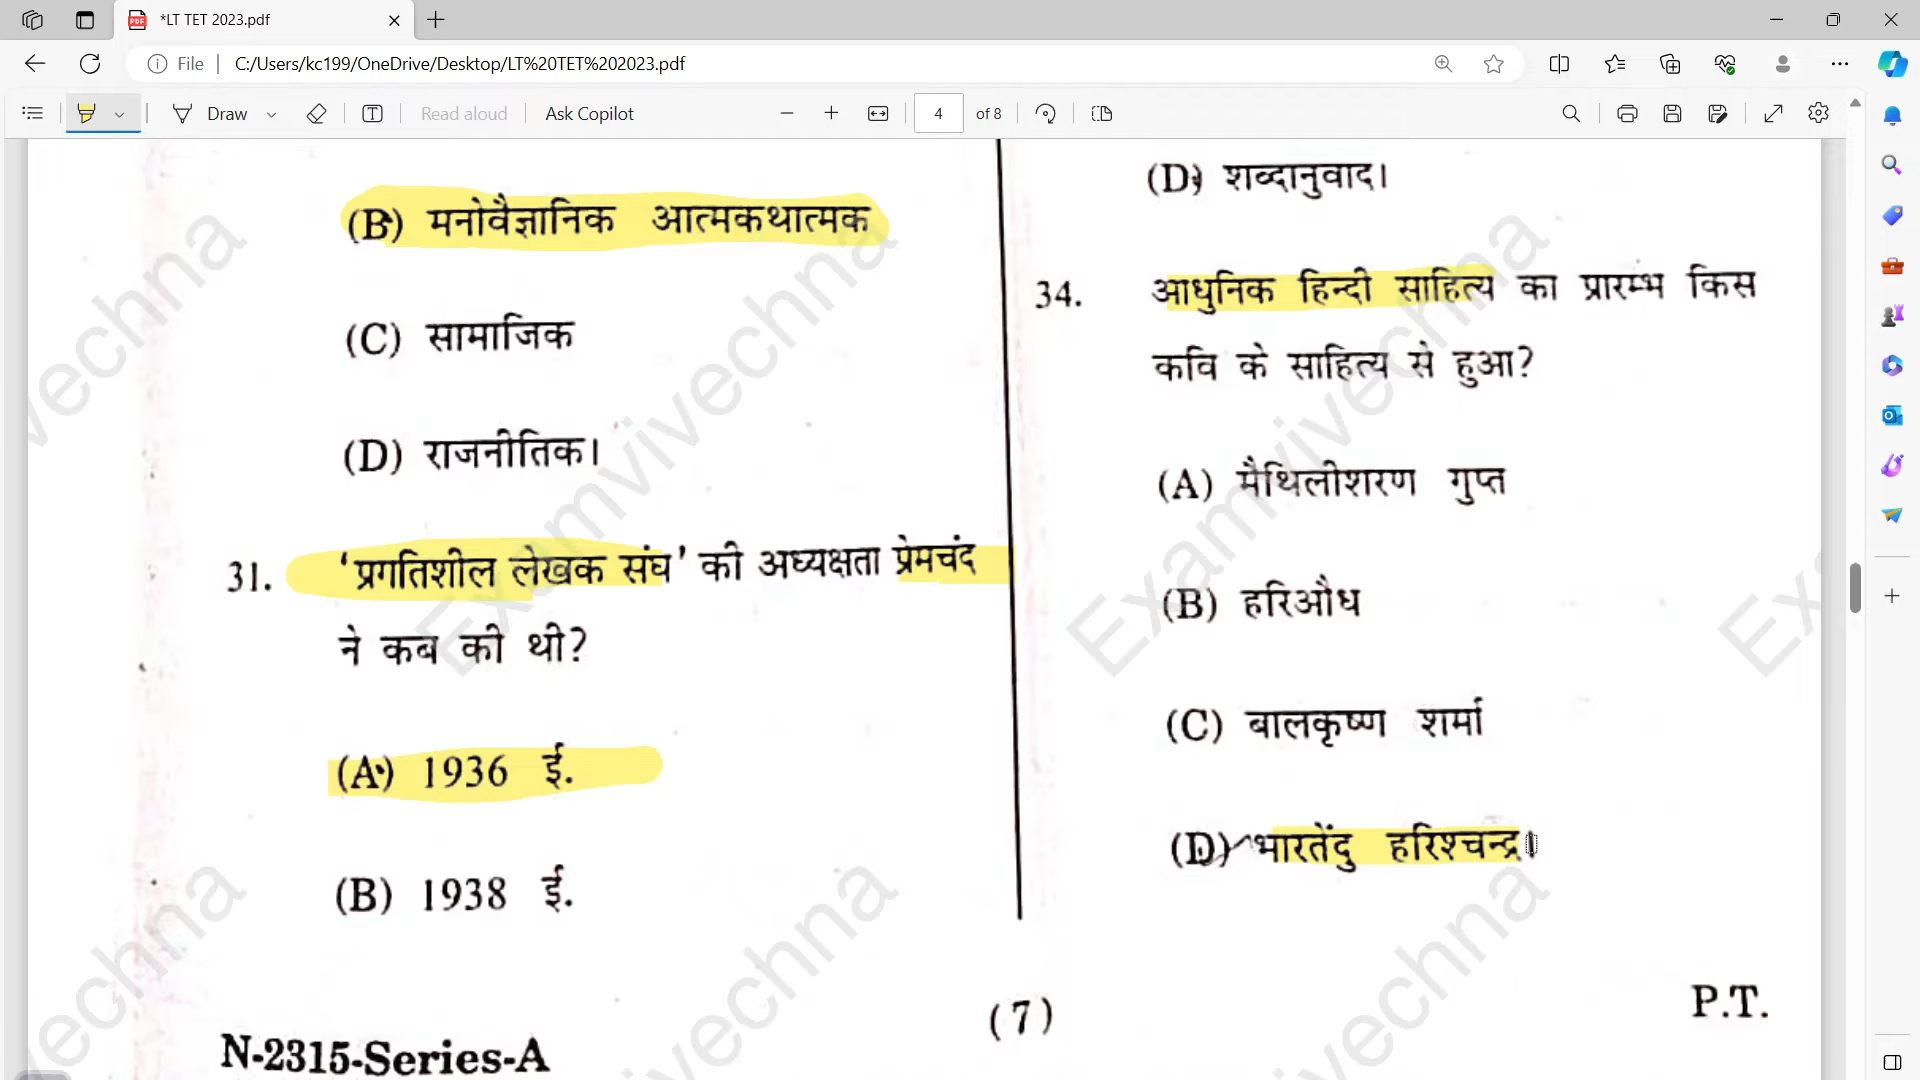 *LT TET 2023.pdf
File
C:/Users/kc199/OneDrive/Desktop/LT%20TET%202023.pdf
Draw
Read aloud
Ask Copilot
4
of 8
(B) मनोवैज्ञानिक आत्मकथात्मक
(C) सामाजिक
(D) राजनीतिक।
31. 'प्रगतिशील लेखक संघ' की अध्यक्षता प्रेमचंद
ने कब की थी?
(A) 1936 ई.
(B) 1938 ई.
(D) शब्दानुवाद।
34. आधुनिक हिन्दी साहित्य का प्रारम्भ किस
कवि के साहित्य से हुआ?
(A) मैथिलीशरण गुप्त
(B) हरिऔध
(C) बालकृष्ण शर्मा
(D) भारतेंदु हरिश्चन्द्र।
N-2315-Series-A
(7)
P.T.
Examvivechna
Examvivechna